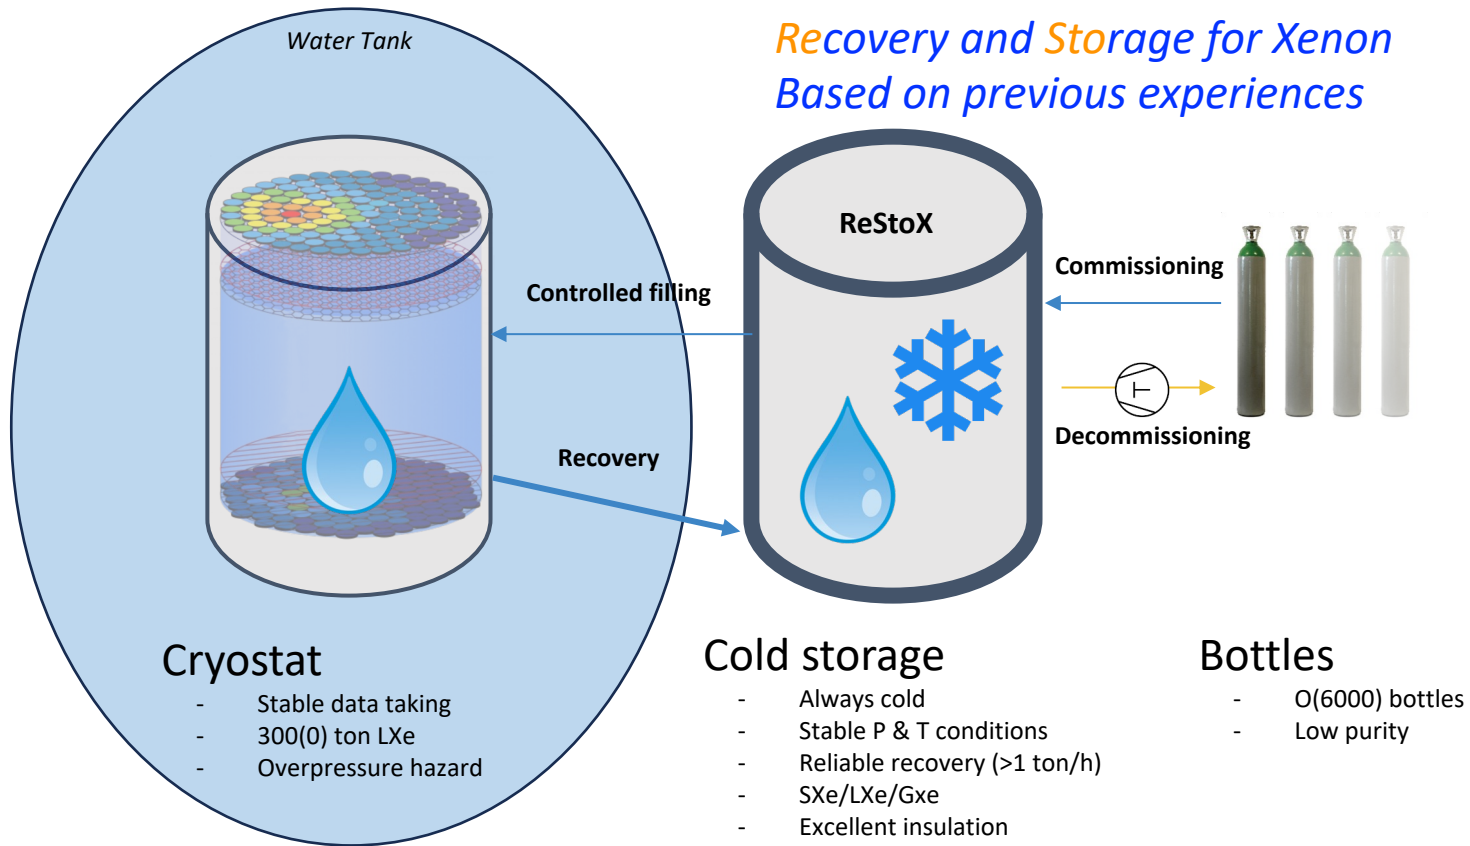 Water Tank
Recovery and Storage for Xenon
Based on previous experiences
ReStoX
Commissioning
Controlled filling
Decommissioning
Recovery
Cryostat
- Stable data taking
- 300(0) ton LXe
- Overpressure hazard
Cold storage
- Always cold
- Stable P & T conditions
- Reliable recovery (>1 ton/h)
- SXe/LXe/Gxe
- Excellent insulation
Bottles
- O(6000) bottles
- Low purity